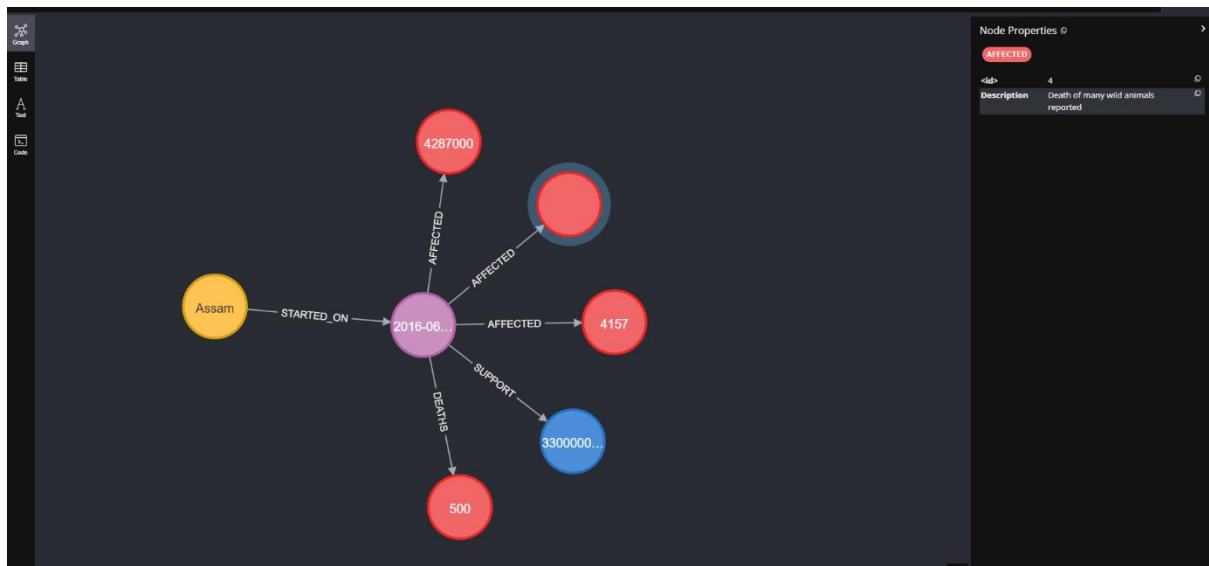 Graph
Table
A
Text
Code
4287000
AFFECTED
AFFECTED
Assam
STARTED_ON
2016-06...
AFFECTED
4157
SUPPORT
3300000...
DEATHS
500
Node Properties
AFFECTED
<id> 4
Description Death of many wild animals
reported